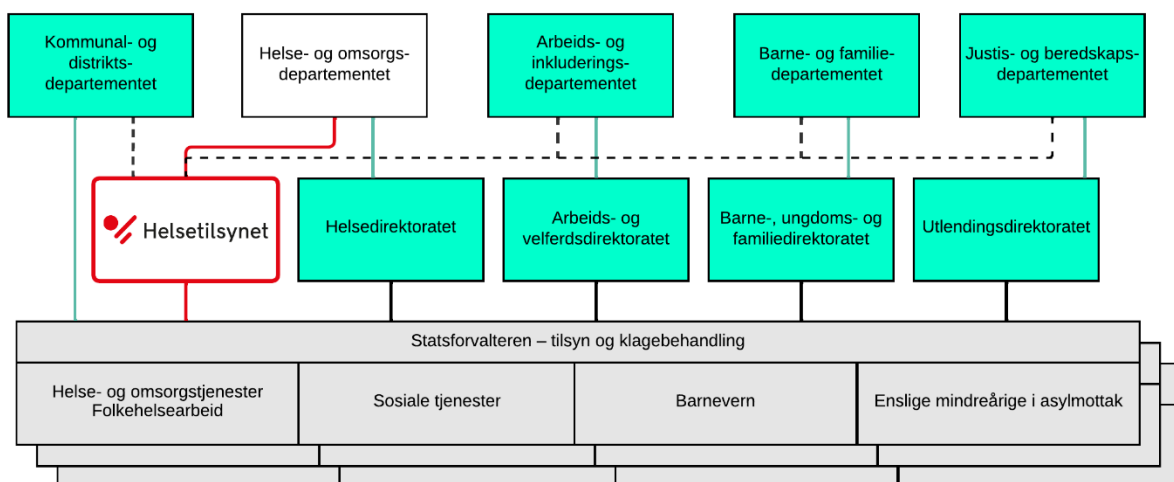 Kommunal- og
distrikts-
departementet
Helse- og omsorgs-
departementet
Arbeids- og
inkluderings-
departementet
Barne- og familie-
departementet
Justis- og beredskaps-
departementet
Helsetilsynet
Helsedirektoratet
Arbeids- og
velferdsdirektoratet
Barne-, ungdoms- og
familiedirektoratet
Utlendingsdirektoratet
Statsforvalteren – tilsyn og klagebehandling
Helse- og omsorgstjenester
Folkehelsearbeid
Sosiale tjenester
Barnevern
Enslige mindreårige i asylmottak